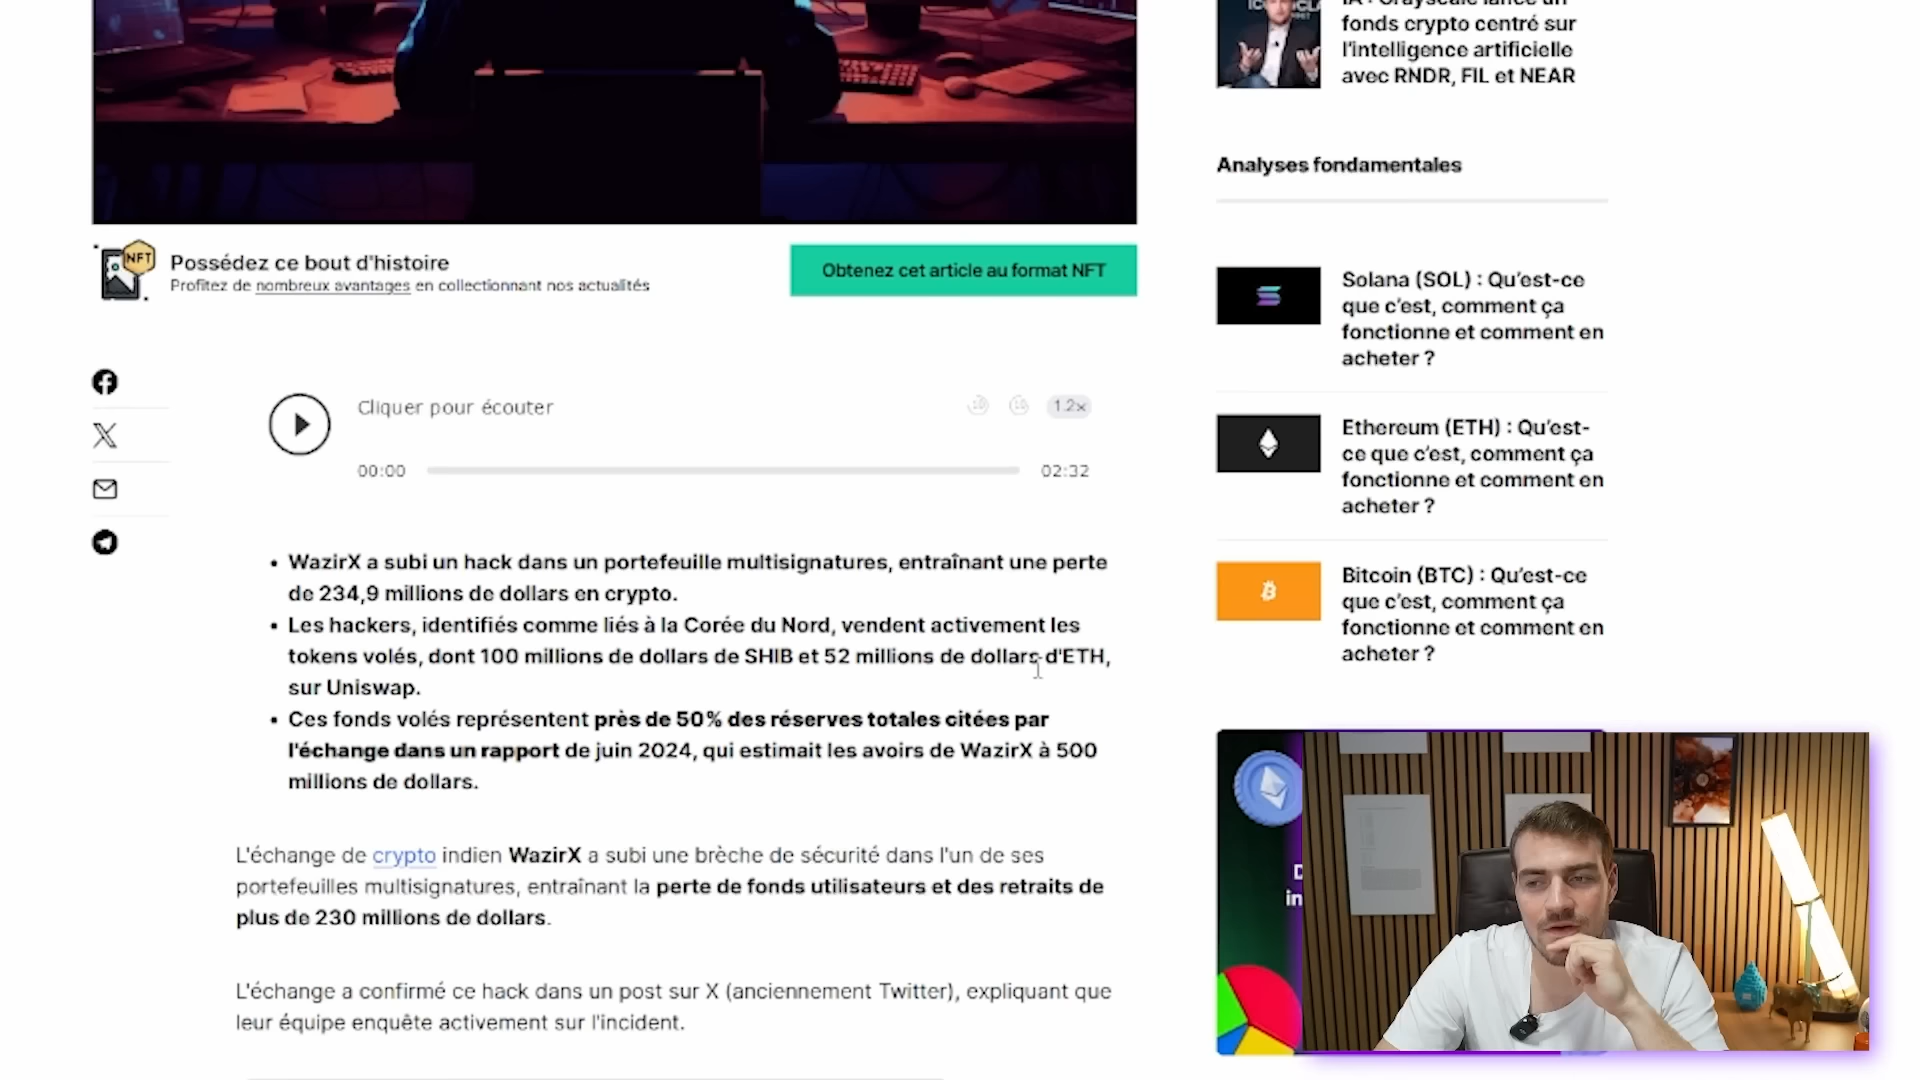 fonds crypto centré sur
l'intelligence artificielle
avec RNDR, FIL et NEAR
Analyses fondamentales
NFT
Possédez ce bout d'histoire
Profitez de nombreux avantages en collectionnant nos actualités
Obtenez cet article au format NFT
Solana (SOL) : Qu'est-ce
que c'est, comment ça
fonctionne et comment en
acheter ?
Cliquer pour écouter
1.2x
00:00
02:32
Ethereum (ETH) : Qu'est-
ce que c'est, comment ça
fonctionne et comment en
acheter ?
Bitcoin (BTC) : Qu'est-ce
que c'est, comment ça
fonctionne et comment en
acheter ?
• WazirX a subi un hack dans un portefeuille multisignatures, entraînant une perte
de 234,9 millions de dollars en crypto.
• Les hackers, identifiés comme liés à la Corée du Nord, vendent activement les
tokens volés, dont 100 millions de dollars de SHIB et 52 millions de dollars d'ETH,
sur Uniswap.
• Ces fonds volés représentent près de 50% des réserves totales citées par
l'échange dans un rapport de juin 2024, qui estimait les avoirs de WazirX à 500
millions de dollars.
L'échange de crypto indien WazirX a subi une brèche de sécurité dans l'un de ses
portefeuilles multisignatures, entraînant la perte de fonds utilisateurs et des retraits de
plus de 230 millions de dollars.
L'échange a confirmé ce hack dans un post sur X (anciennement Twitter), expliquant que
leur équipe enquête activement sur l'incident.